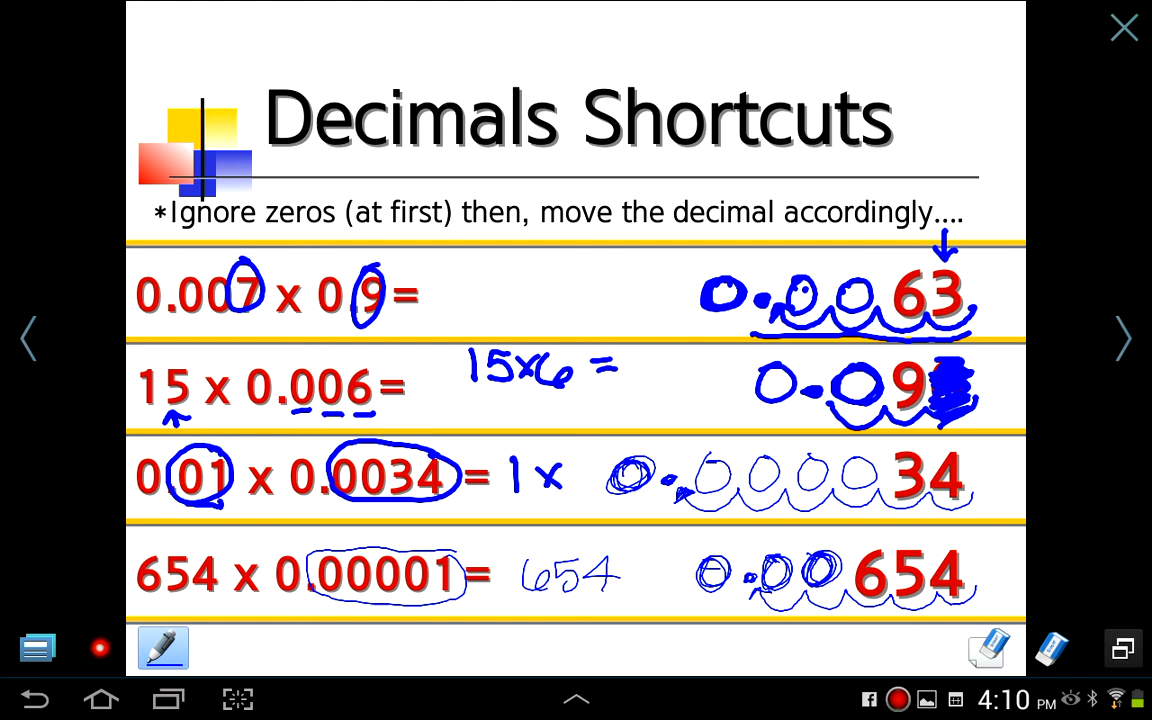 Decimals Shortcuts
*Ignore zeros (at first) then, move the decimal accordingly....
0.007 x 0.9= 0.0063
15 x 0.006= 15x6 = 0.09
0.01 x 0.0034= 1x 0.000034
654 x 0.00001= 654 0.00654
4:10 PM